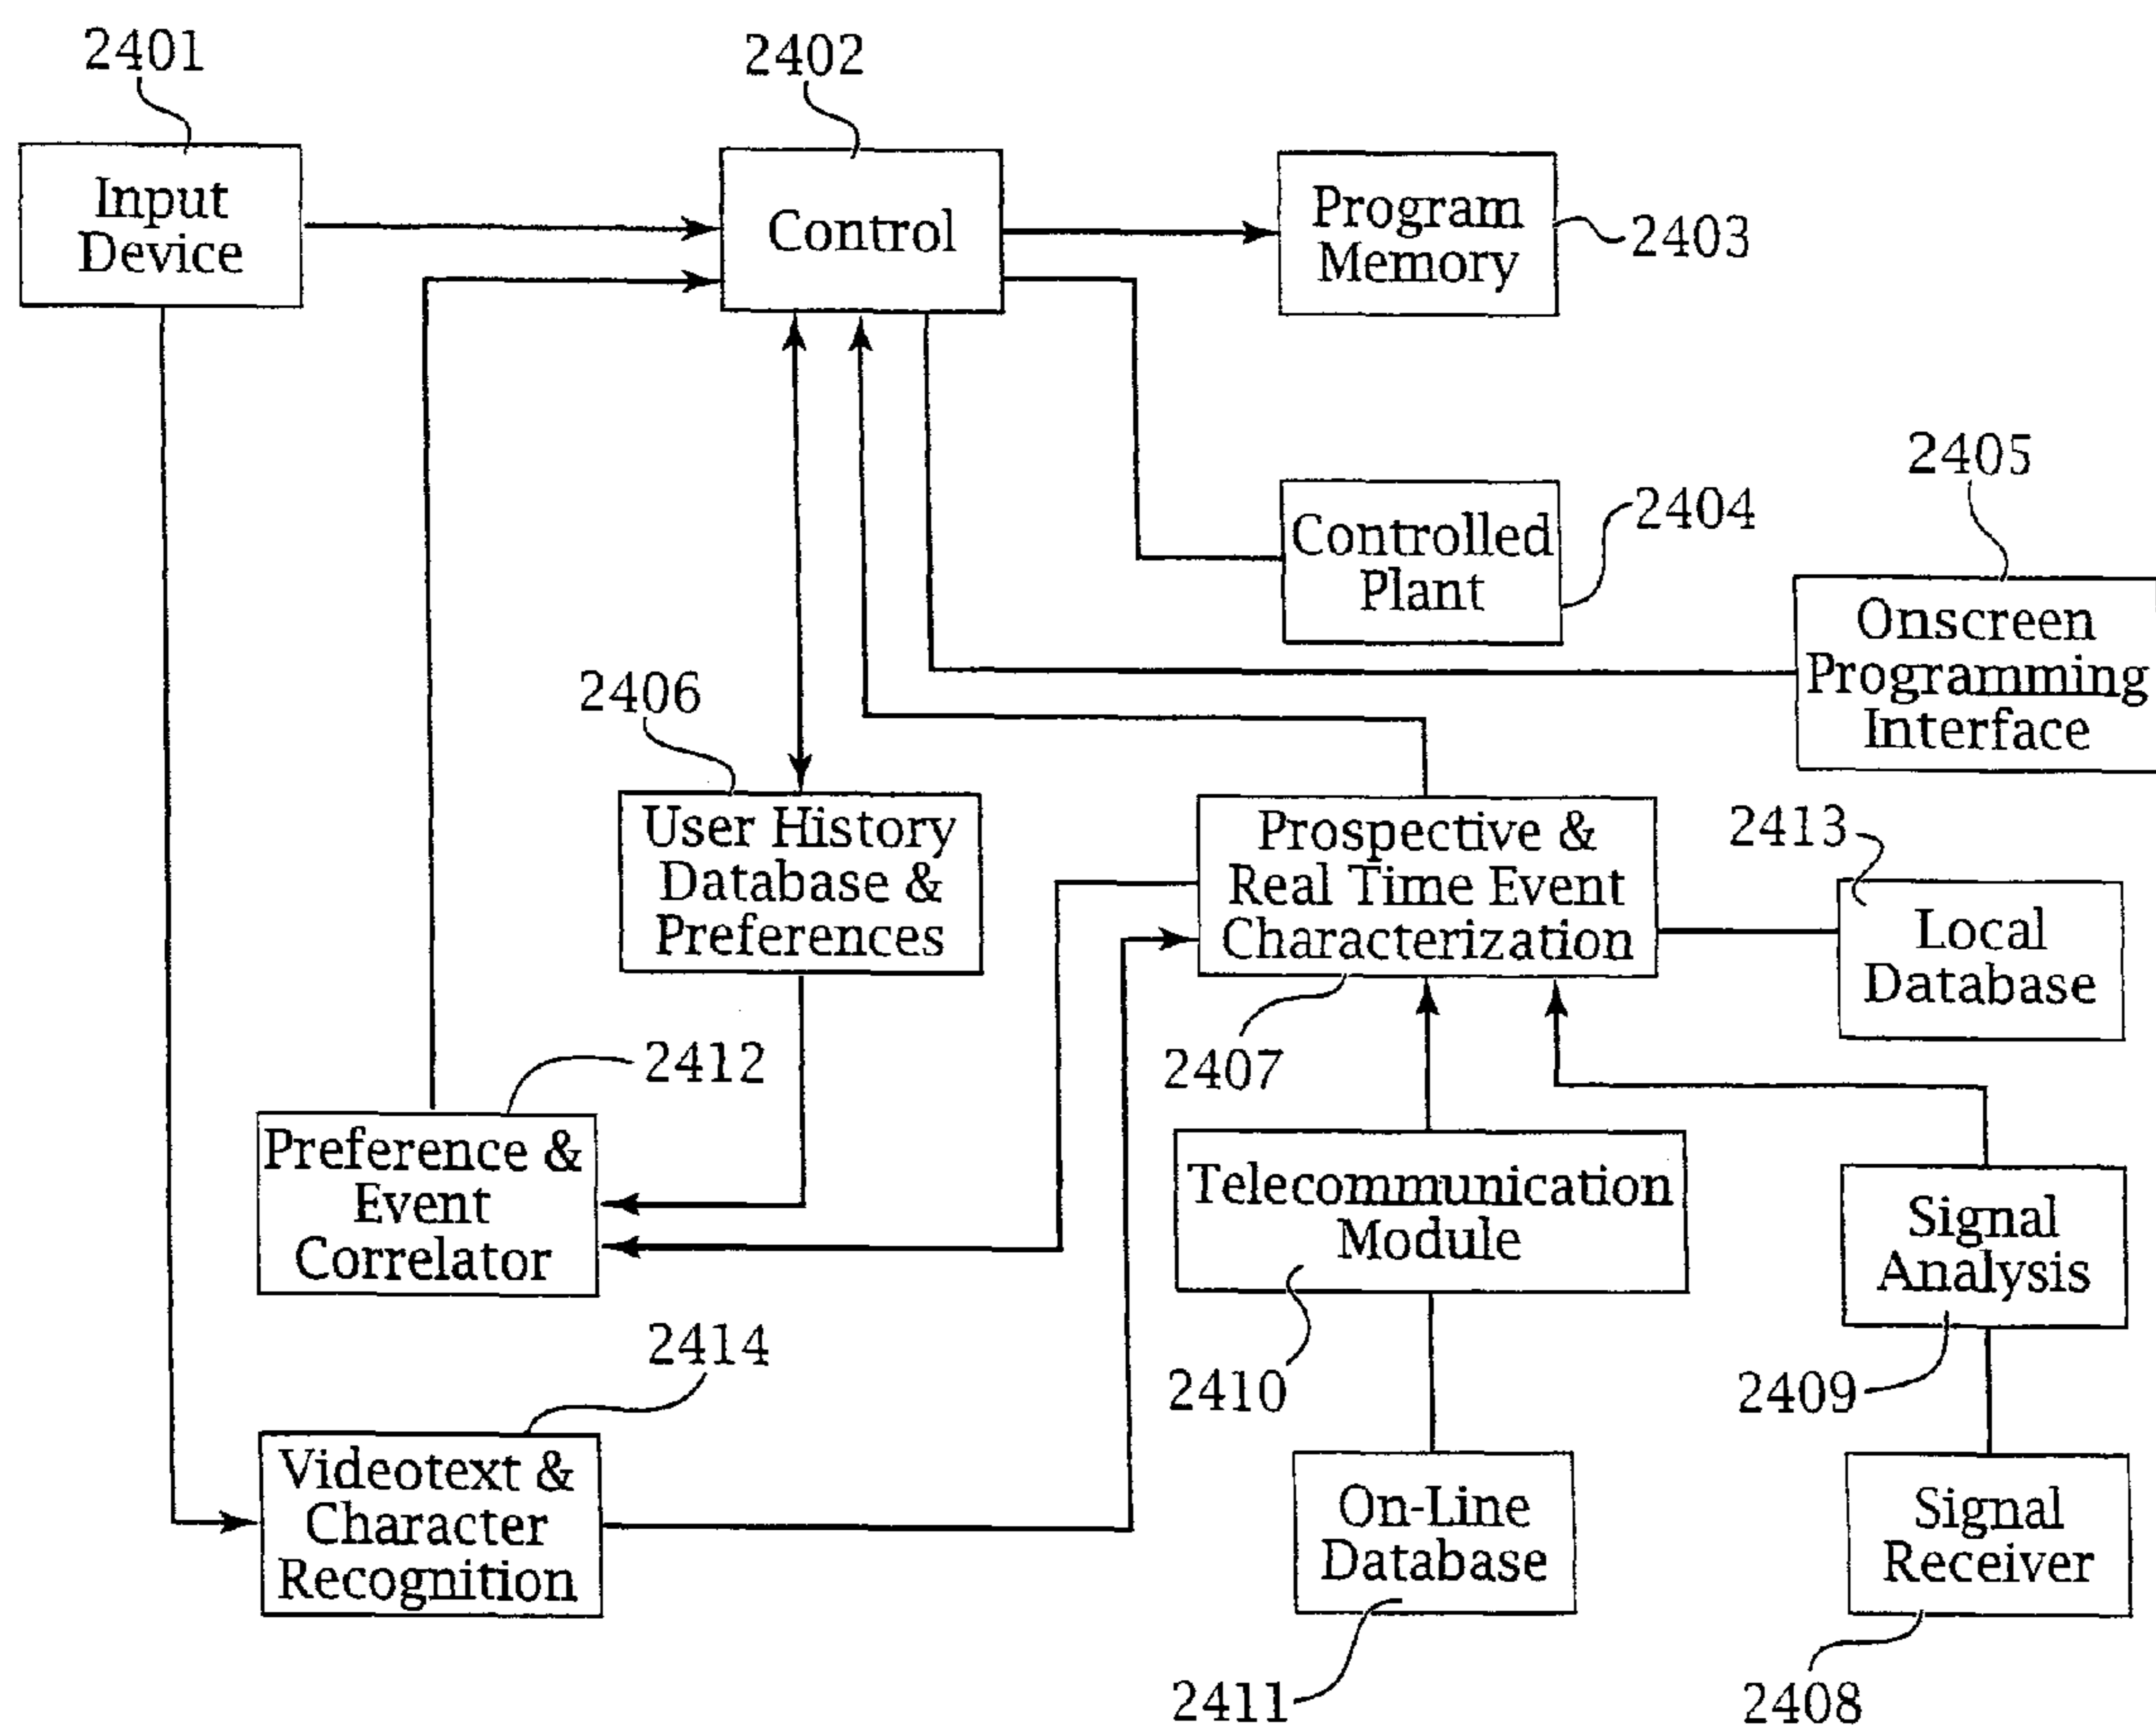 2401
2402
Input
Device
Control
Program
Memory
2403
2404
Controlled
Plant
2405
Onscreen
Programming
Interface
2406
User History
Database &
Preferences
Prospective &
Real Time Event
Characterization
2407
2413
Local
Database
2412
Preference &
Event
Correlator
Telecommunication
Module
2410
Signal
Analysis
2409
2414
Videotext &
Character
Recognition
On-Line
Database
2411
Signal
Receiver
2408